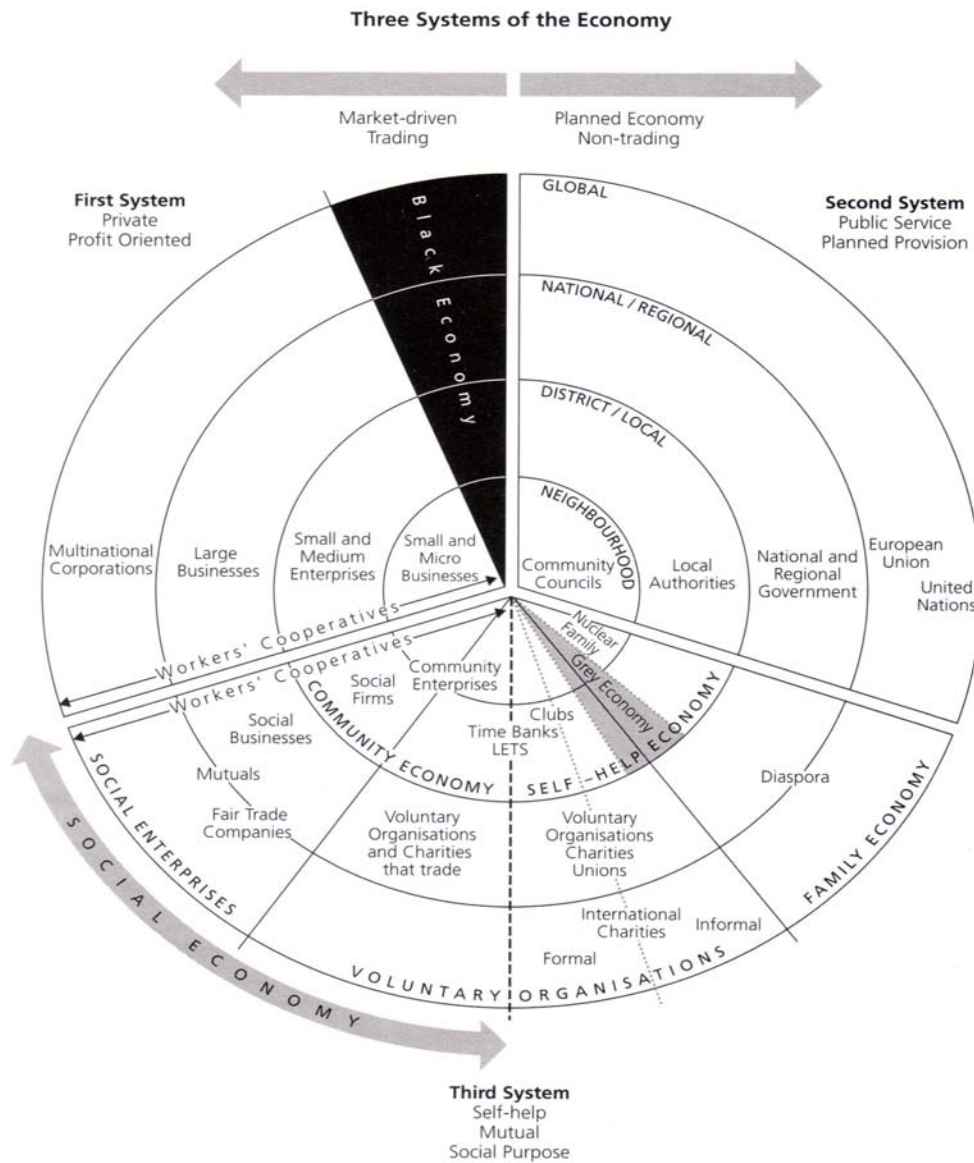 Three Systems of the Economy
Market-driven
Trading
Planned Economy
Non-trading
First System
Private
Profit Oriented
Second System
Public Service
Planned Provision
Black Economy
GLOBAL
NATIONAL / REGIONAL
DISTRICT / LOCAL
NEIGHBOURHOOD
Multinational
Corporations
Large
Businesses
Small and
Medium
Enterprises
Small and
Micro
Businesses
Community
Councils
Local
Authorities
National and
Regional
Government
European
Union
United
Nations
Workers' Cooperatives
Workers' Cooperatives
Nuclear
Family
Grey Economy
Social
Firms
Community
Enterprises
Social
Businesses
Clubs
Time Banks
LETS
COMMUNITY ECONOMY
SELF-HELP ECONOMY
Mutuals
Fair Trade
Companies
Voluntary
Organisations
and Charities
that trade
Voluntary
Organisations
Charities
Unions
Diaspora
International
Charities
Informal
Formal
SOCIAL ENTERPRISES
VOLUNTARY ORGANISATIONS
FAMILY ECONOMY
SOCIAL ECONOMY
Third System
Self-help
Mutual
Social Purpose